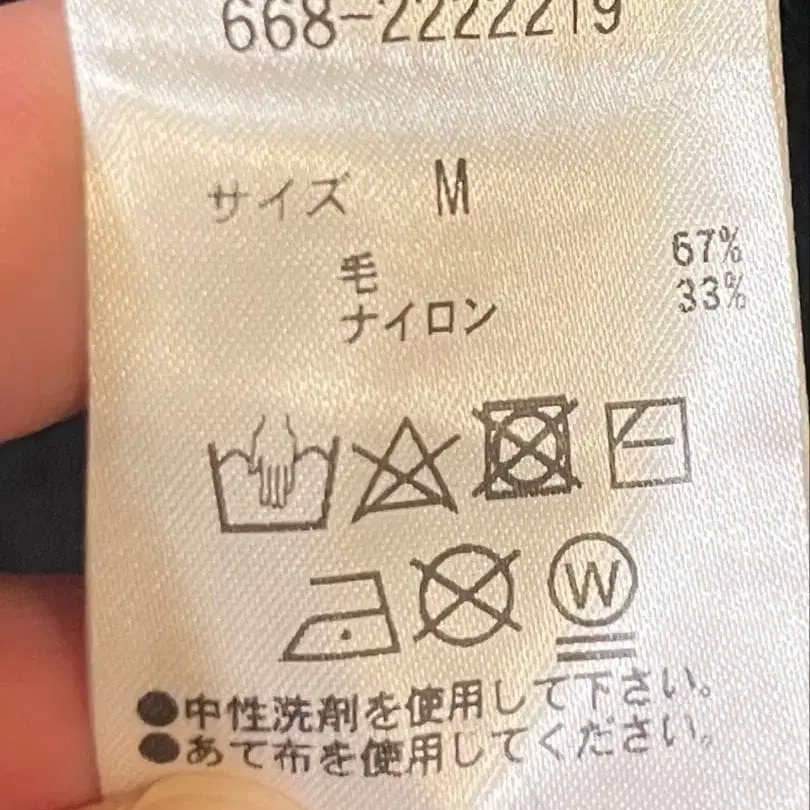 668-2222219
サイズ M
毛 67%
ナイロン 33%
W
●中性洗剤を使用して下さい。
●あて布を使用してください。